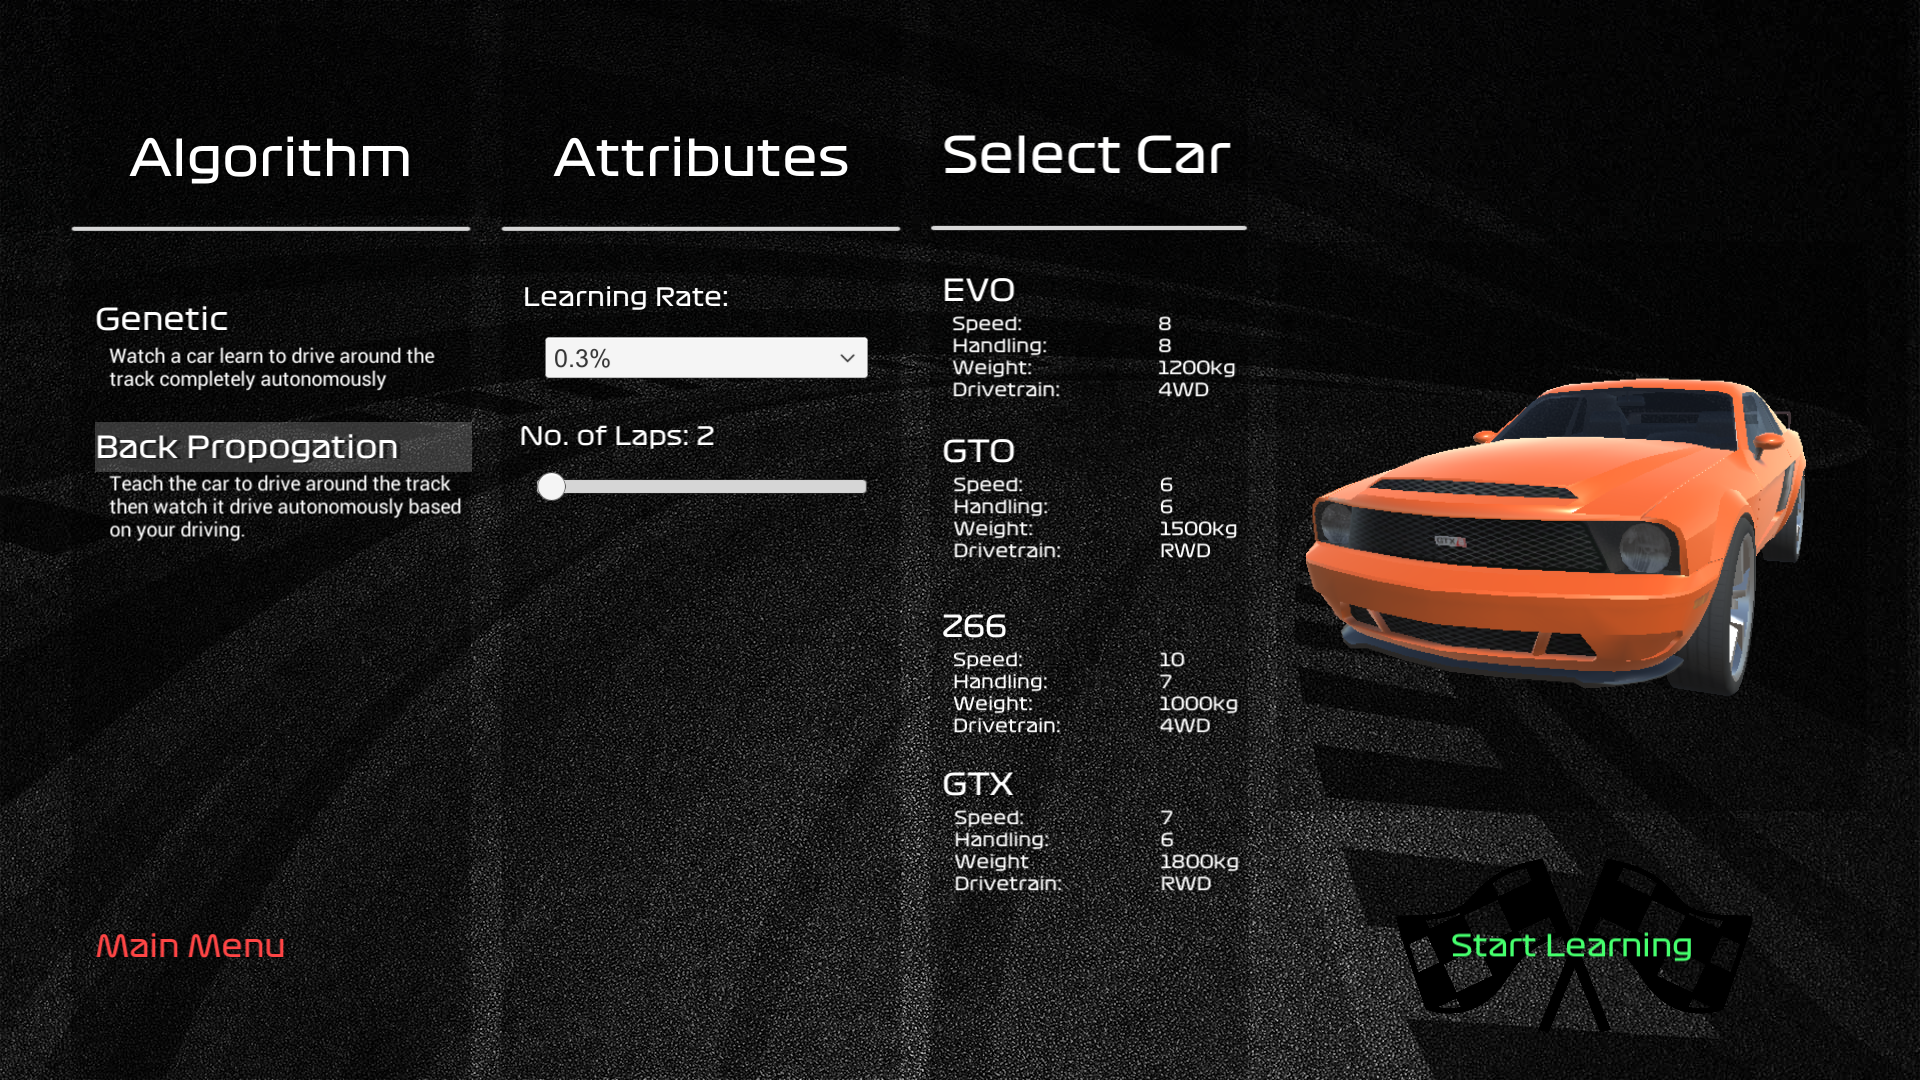 Algorithm
Genetic
Watch a car learn to drive around the
track completely autonomously
Back Propogation
Teach the car to drive around the track
then watch it drive autonomously based
on your driving.
Main Menu
Attributes
Learning Rate:
0.3%
No. of Laps: 2
Select Car
EVO
Speed: 8
Handling: 8
Weight: 1200kg
Drivetrain: 4WD
GTO
Speed: 6
Handling: 6
Weight: 1500kg
Drivetrain: RWD
Z66
Speed: 10
Handling: 7
Weight: 1000kg
Drivetrain: 4WD
GTX
Speed: 7
Handling: 6
Weight 1800kg
Drivetrain: RWD
Start Learning